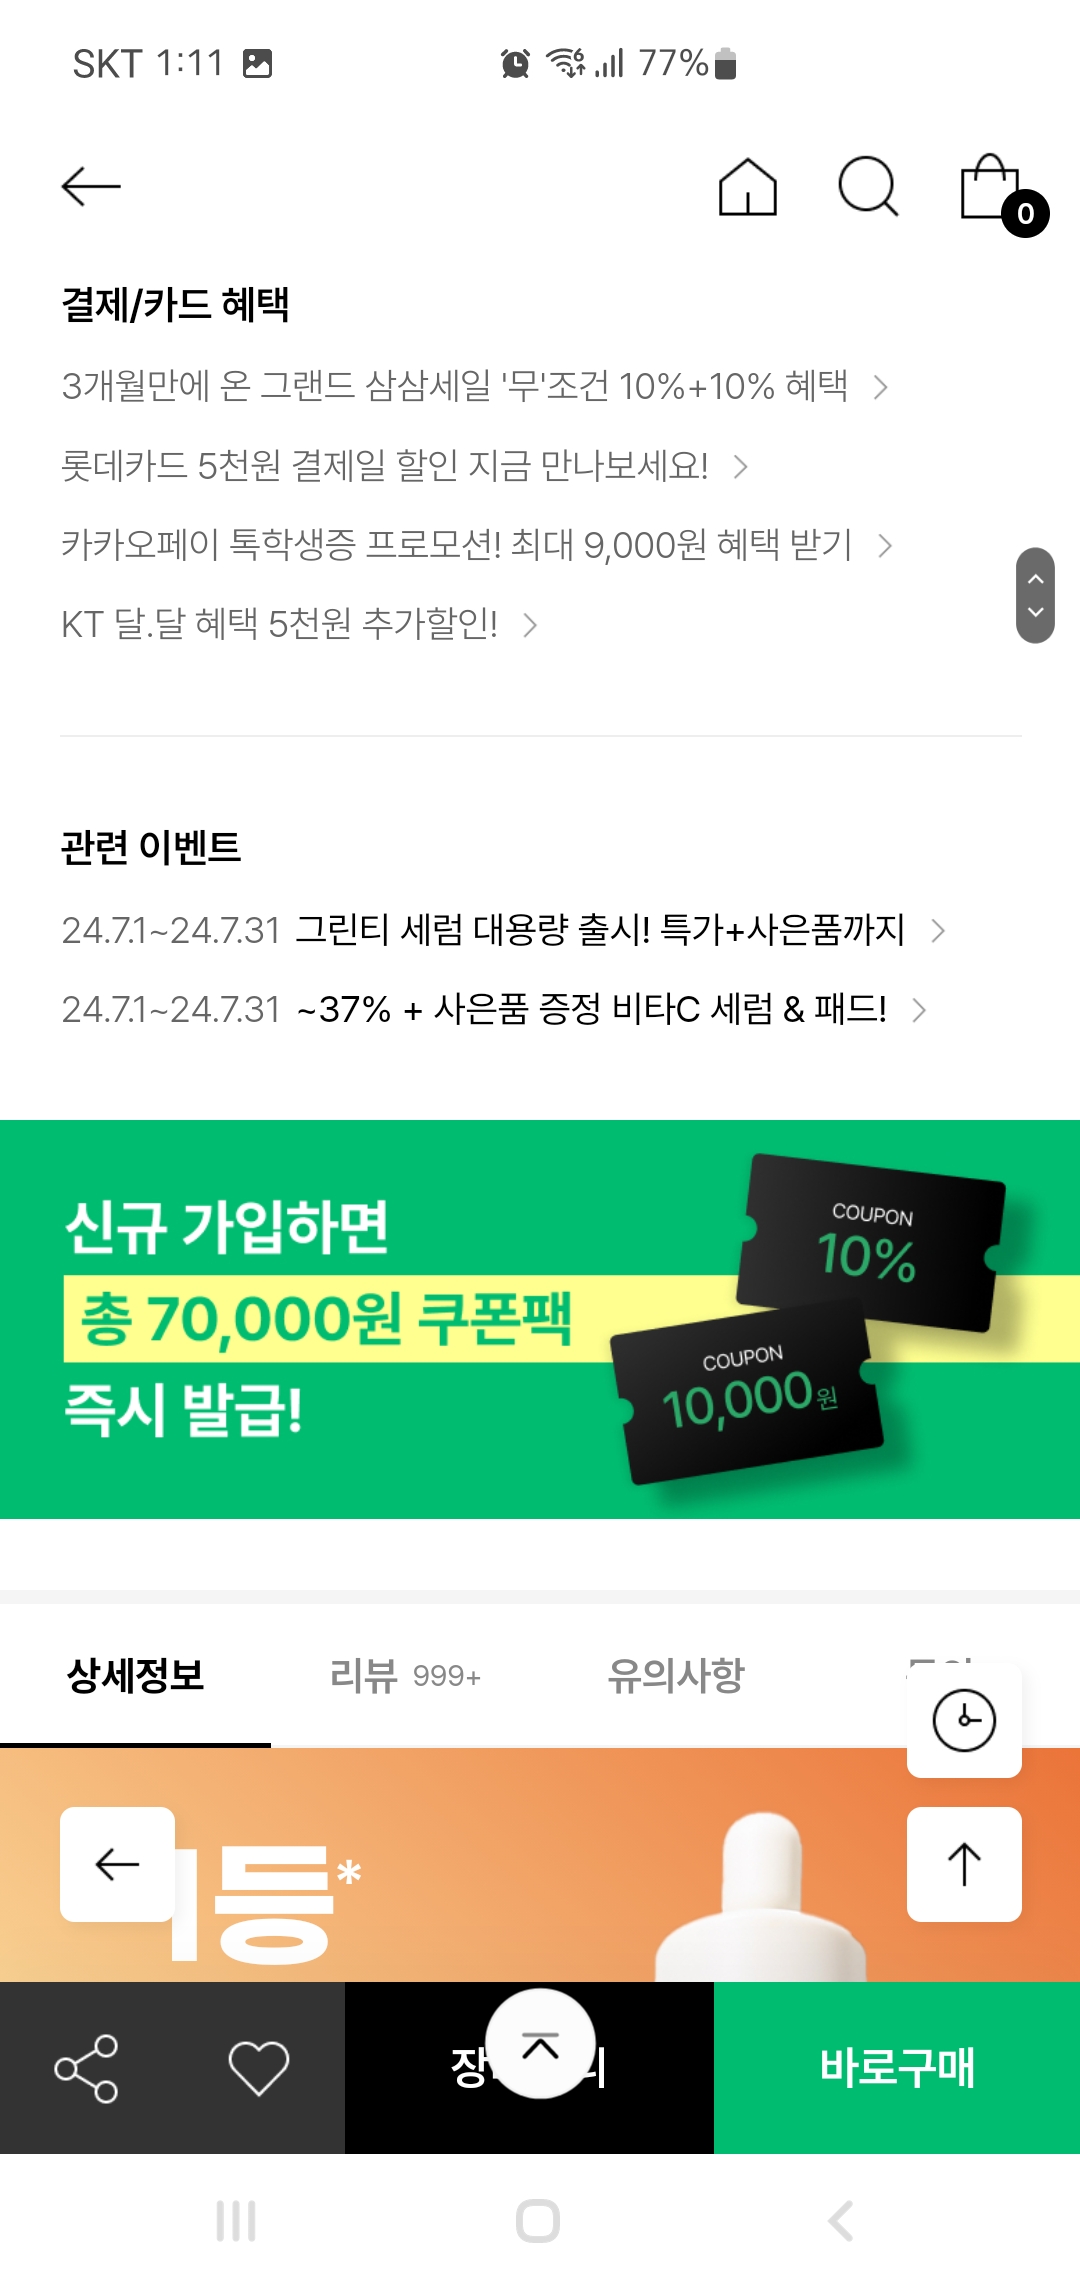 SKT 1:11 77%
0
결제/카드 혜택
3개월만에 온 그랜드 삼삼세일 '무'조건 10%+10% 혜택
롯데카드 5천원 결제일 할인 지금 만나보세요!
카카오페이 톡학생증 프로모션! 최대 9,000원 혜택 받기
KT 달.달 혜택 5천원 추가할인!
관련 이벤트
24.7.1~24.7.31 그린티 세럼 대용량 출시! 특가+사은품까지
24.7.1~24.7.31 ~37% + 사은품 증정 비타C 세럼 & 패드!
신규 가입하면
총 70,000원 쿠폰팩
즉시 발급!
COUPON
10%
COUPON
10,000원
상세정보 리뷰 999+ 유의사항
등*
바로구매